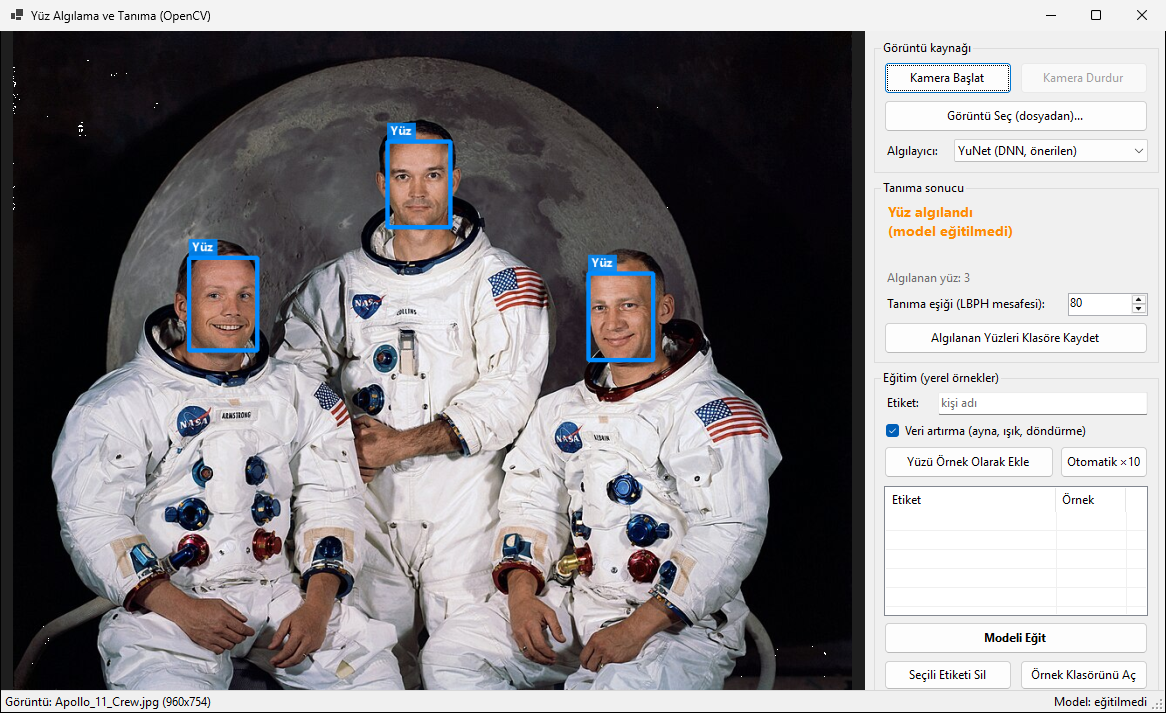 Yüz Algılama ve Tanıma (OpenCV)
Yüz
Yüz
Yüz
NASA
COLLINS
NASA
ARMSTRONG
NASA
ALDRIN
Görüntü kaynağı
Kamera Başlat
Kamera Durdur
Görüntü Seç (dosyadan)...
Algılayıcı:
YuNet (DNN, önerilen)
Tanıma sonucu
Yüz algılandı
(model eğitilmedi)
Algılanan yüz: 3
Tanıma eşiği (LBPH mesafesi):
80
Algılanan Yüzleri Klasöre Kaydet
Eğitim (yerel örnekler)
Etiket:
kişi adı
Veri artırma (ayna, ışık, döndürme)
Yüzü Örnek Olarak Ekle
Otomatik ×10
Etiket
Örnek
Modeli Eğit
Seçili Etiketi Sil
Örnek Klasörünü Aç
Görüntü: Apollo_11_Crew.jpg (960x754)
Model: eğitilmedi